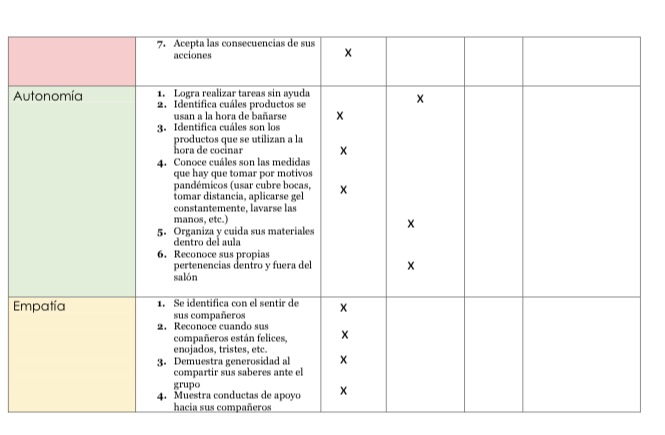 7. Acepta las consecuencias de sus
acciones
X
Autonomía
1. Logra realizar tareas sin ayuda
X
2. Identifica cuáles productos se
usan a la hora de bañarse
X
3. Identifica cuáles son los
productos que se utilizan a la
hora de cocinar
X
4. Conoce cuáles son las medidas
que hay que tomar por motivos
pandémicos (usar cubre bocas,
tomar distancia, aplicarse gel
constantemente, lavarse las
manos, etc.)
X
5. Organiza y cuida sus materiales
dentro del aula
X
6. Reconoce sus propias
pertenencias dentro y fuera del
salón
X
Empatía
1. Se identifica con el sentir de
sus compañeros
X
2. Reconoce cuando sus
compañeros están felices,
enojados, tristes, etc.
X
3. Demuestra generosidad al
compartir sus saberes ante el
grupo
X
4. Muestra conductas de apoyo
hacia sus compañeros
X